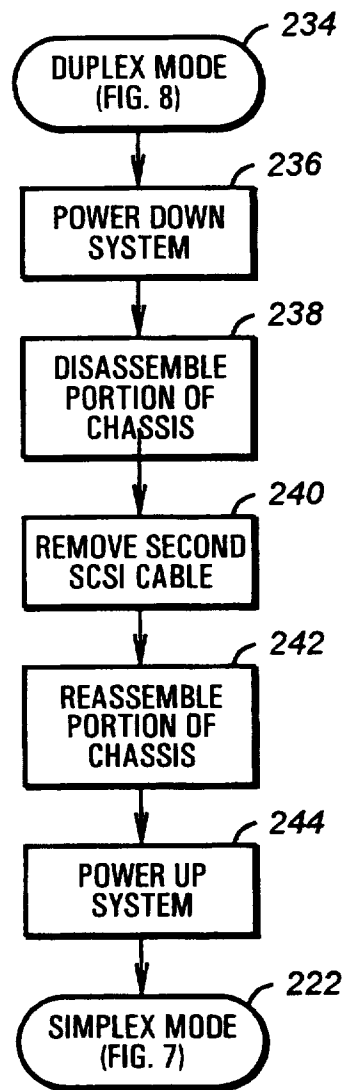 234
DUPLEX MODE
(FIG. 8)
236
POWER DOWN
SYSTEM
238
DISASSEMBLE
PORTION OF
CHASSIS
240
REMOVE SECOND
SCSI CABLE
242
REASSEMBLE
PORTION OF
CHASSIS
244
POWER UP
SYSTEM
222
SIMPLEX MODE
(FIG. 7)